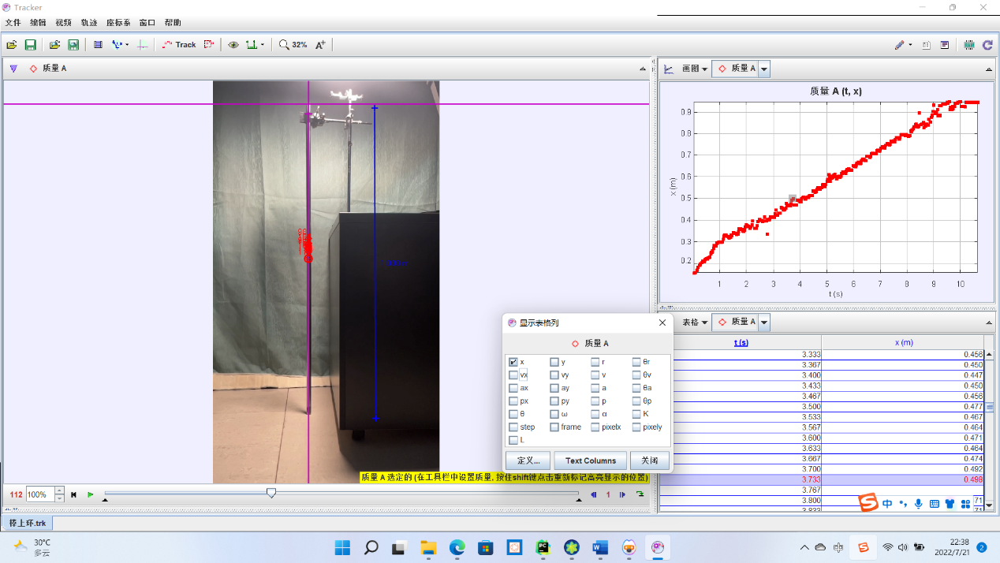 Tracker
文件 编辑 视频 轨迹 座标系 窗口 帮助
Track 32% A+
质量 A
画图 质量 A
质量 A (t, x)
0.9
0.8
0.7
0.6
0.5
0.4
0.3
0.2
x (m)
1 2 3 4 5 6 7 8 9 10
t (s)
表格 质量 A
t (s) x (m)
3.333 0.456
3.367 0.450
3.400 0.447
3.433 0.450
3.467 0.456
3.500 0.477
3.533 0.467
3.567 0.464
3.600 0.471
3.633 0.464
3.667 0.474
3.700 0.492
3.733 0.498
3.767
3.800 71
3.833 71
显示表格列
质量 A
x y r θr
vx vy v θv
ax ay a θa
px py p θp
θ ω α K
step frame pixelx pixely
L
定义... Text Columns 关闭
质量 A 选定的 (在工具栏中设置质量, 按住shift键点击重新标记高亮显示的位置)
112 100% 1
中
停上环.trk
30°C
多云
中
22:38
2022/7/21
2